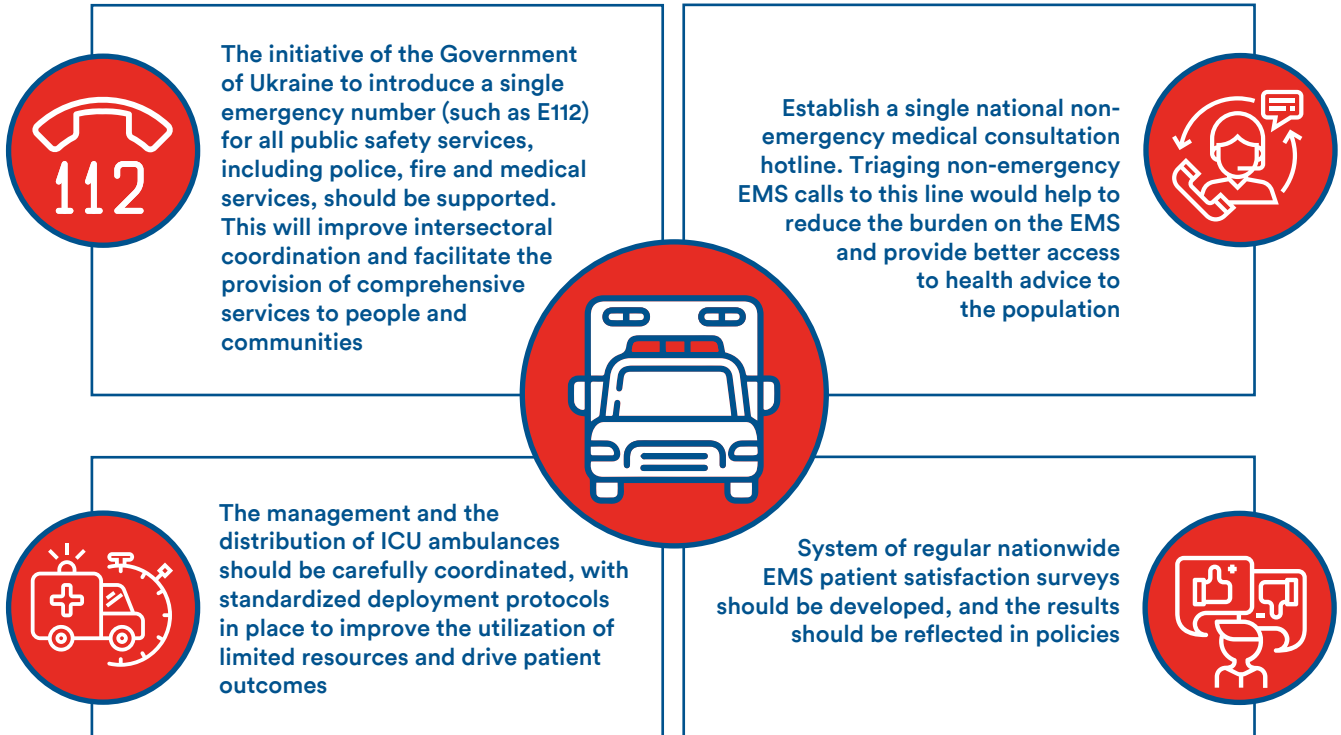 112
The initiative of the Government
of Ukraine to introduce a single
emergency number (such as E112)
for all public safety services,
including police, fire and medical
services, should be supported.
This will improve intersectoral
coordination and facilitate the
provision of comprehensive
services to people and
communities
Establish a single national non-
emergency medical consultation
hotline. Triaging non-emergency
EMS calls to this line would help to
reduce the burden on the EMS
and provide better access
to health advice to
the population
The management and the
distribution of ICU ambulances
should be carefully coordinated, with
standardized deployment protocols
in place to improve the utilization of
limited resources and drive patient
outcomes
System of regular nationwide
EMS patient satisfaction surveys
should be developed, and the results
should be reflected in policies